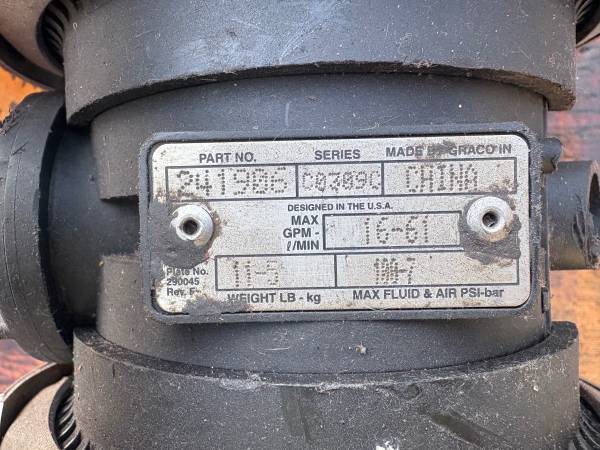 PART NO. SERIES MADE BY GRACO IN
241906 C0309C CHINA
DESIGNED IN THE U.S.A.
MAX
GPM - 16-61
ℓ/MIN
Plate No.
290045
Rev. F
11-5 100-7
WEIGHT LB - kg MAX FLUID & AIR PSI-bar